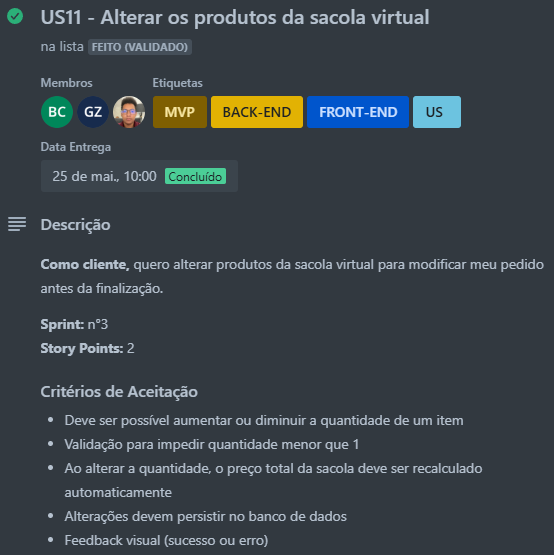 US11 - Alterar os produtos da sacola virtual
na lista FEITO (VALIDADO)
Membros Etiquetas
BC GZ MVP BACK-END FRONT-END US
Data Entrega
25 de mai., 10:00 Concluído
Descrição
Como cliente, quero alterar produtos da sacola virtual para modificar meu pedido
antes da finalização.
Sprint: n°3
Story Points: 2
Critérios de Aceitação
• Deve ser possível aumentar ou diminuir a quantidade de um item
• Validação para impedir quantidade menor que 1
• Ao alterar a quantidade, o preço total da sacola deve ser recalculado
automaticamente
• Alterações devem persistir no banco de dados
• Feedback visual (sucesso ou erro)